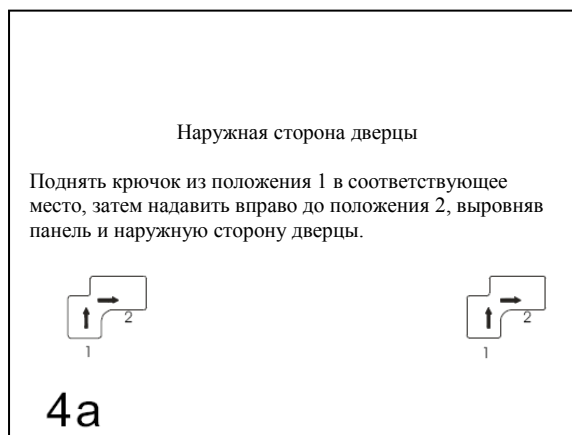 Наружная сторона дверцы
Поднять крючок из положения 1 в соответствующее
место, затем надавить вправо до положения 2, выровняв
панель и наружную сторону дверцы.
2 2
1 1
4a